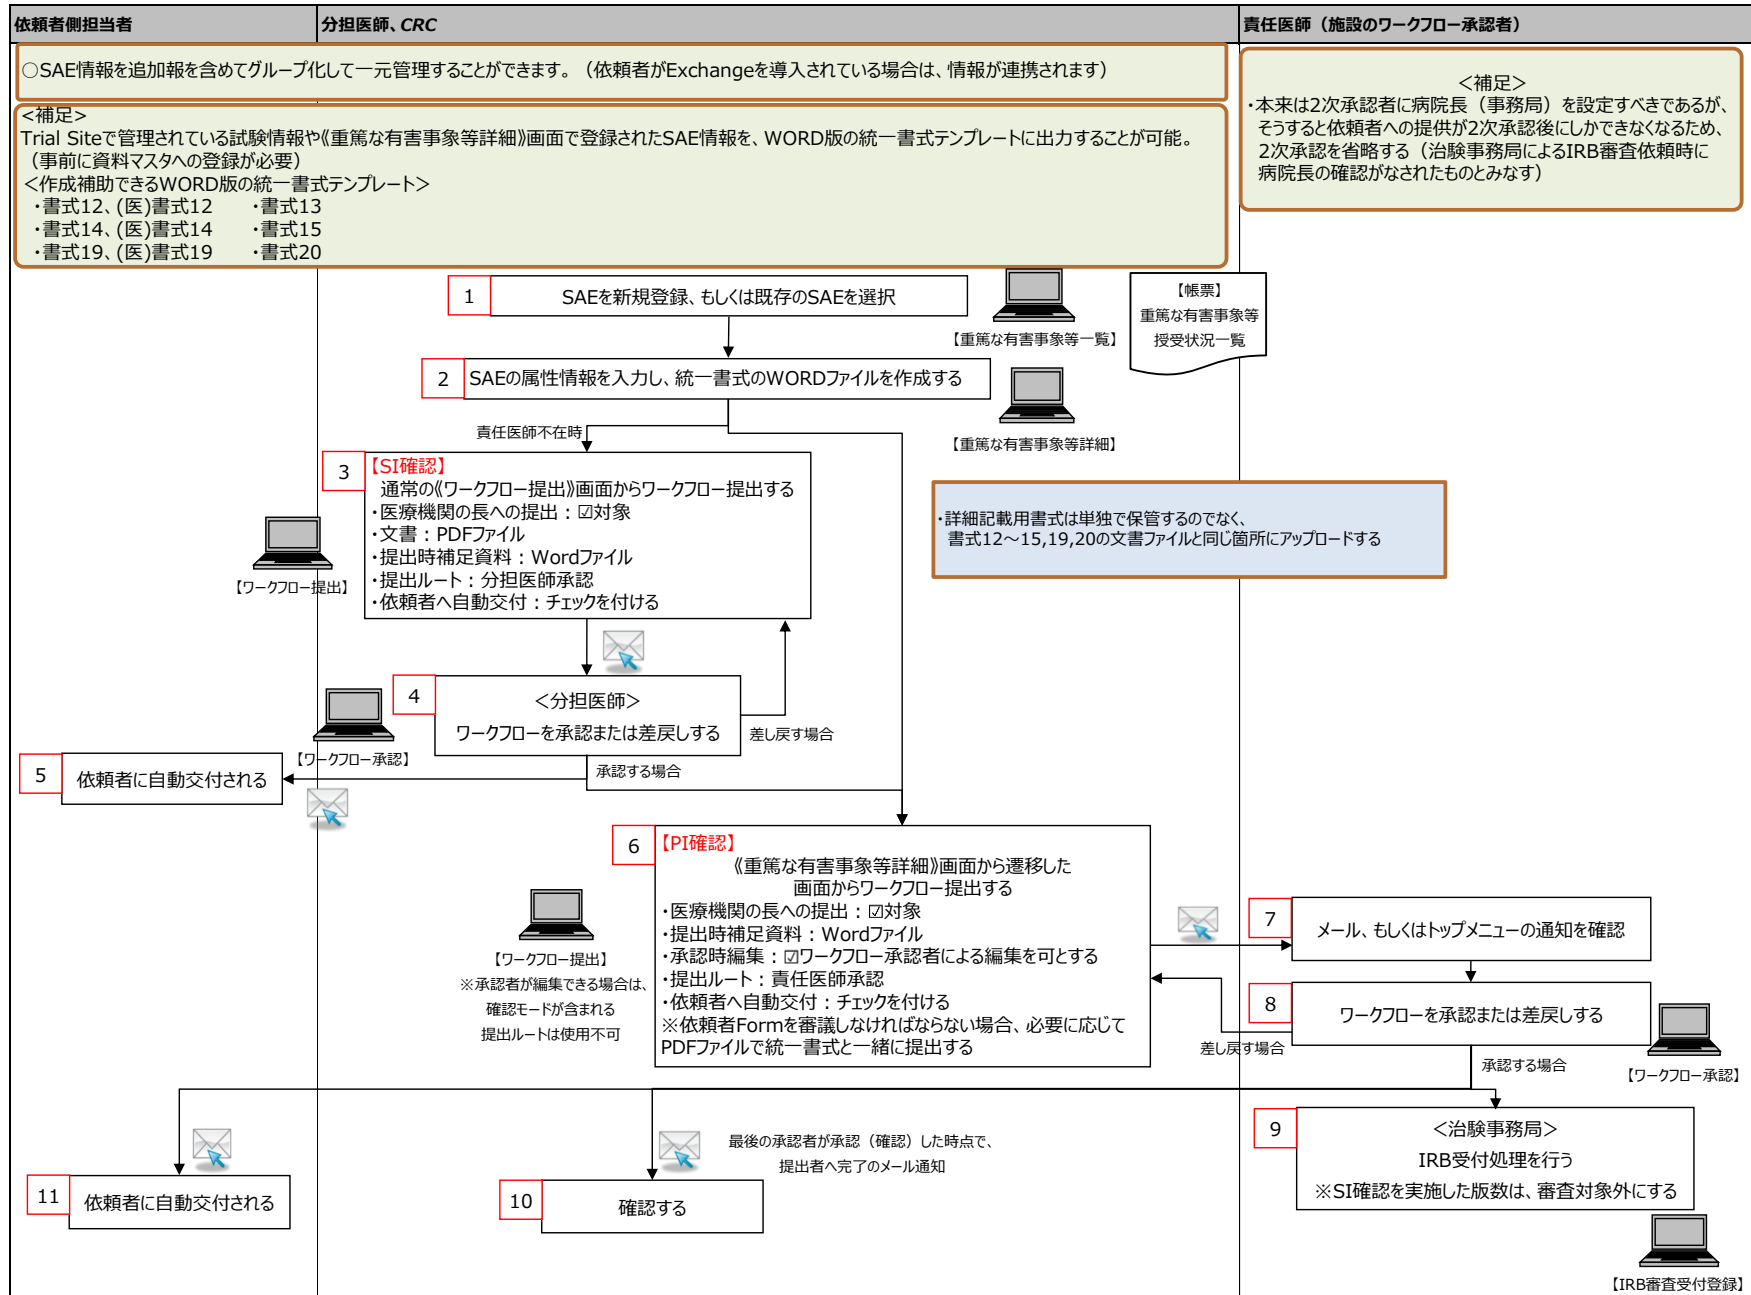 依頼者側担当者
分担医師、CRC
責任医師（施設のワークフロー承認者）
○SAE情報を追加報を含めてグループ化して一元管理することができます。（依頼者がExchangeを導入されている場合は、情報が連携されます）
＜補足＞
Trial Siteで管理されている試験情報や《重篤な有害事象等詳細》画面で登録されたSAE情報を、WORD版の統一書式テンプレートに出力することが可能。
（事前に資料マスタへの登録が必要）
＜作成補助できるWORD版の統一書式テンプレート＞
・書式12、(医)書式12　・書式13
・書式14、(医)書式14　・書式15
・書式19、(医)書式19　・書式20
＜補足＞
・本来は2次承認者に病院長（事務局）を設定すべきであるが、
そうすると依頼者への提供が2次承認後にしかできなくなるため、
2次承認を省略する（治験事務局によるIRB審査依頼時に
病院長の確認がなされたものとみなす）
1
SAEを新規登録、もしくは既存のSAEを選択
【重篤な有害事象等一覧】
【帳票】
重篤な有害事象等
授受状況一覧
2
SAEの属性情報を入力し、統一書式のWORDファイルを作成する
【重篤な有害事象等詳細】
責任医師不在時
3
【SI確認】
通常の《ワークフロー提出》画面からワークフロー提出する
・医療機関の長への提出：☑対象
・文書：PDFファイル
・提出時補足資料：Wordファイル
・提出ルート：分担医師承認
・依頼者へ自動交付：チェックを付ける
【ワークフロー提出】
・詳細記載用書式は単独で保管するのでなく、
書式12～15,19,20の文書ファイルと同じ箇所にアップロードする
4
＜分担医師＞
ワークフローを承認または差戻しする
差し戻す場合
【ワークフロー承認】
承認する場合
5
依頼者に自動交付される
6
【PI確認】
《重篤な有害事象等詳細》画面から遷移した
画面からワークフロー提出する
・医療機関の長への提出：☑対象
・提出時補足資料：Wordファイル
・承認時編集：☑ワークフロー承認者による編集を可とする
・提出ルート：責任医師承認
・依頼者へ自動交付：チェックを付ける
※依頼者Formを審議しなければならない場合、必要に応じて
PDFファイルで統一書式と一緒に提出する
【ワークフロー提出】
※承認者が編集できる場合は、
確認モードが含まれる
提出ルートは使用不可
7
メール、もしくはトップメニューの通知を確認
8
ワークフローを承認または差戻しする
差し戻す場合
承認する場合
【ワークフロー承認】
9
＜治験事務局＞
IRB受付処理を行う
※SI確認を実施した版数は、審査対象外にする
【IRB審査受付登録】
最後の承認者が承認（確認）した時点で、
提出者へ完了のメール通知
10
確認する
11
依頼者に自動交付される